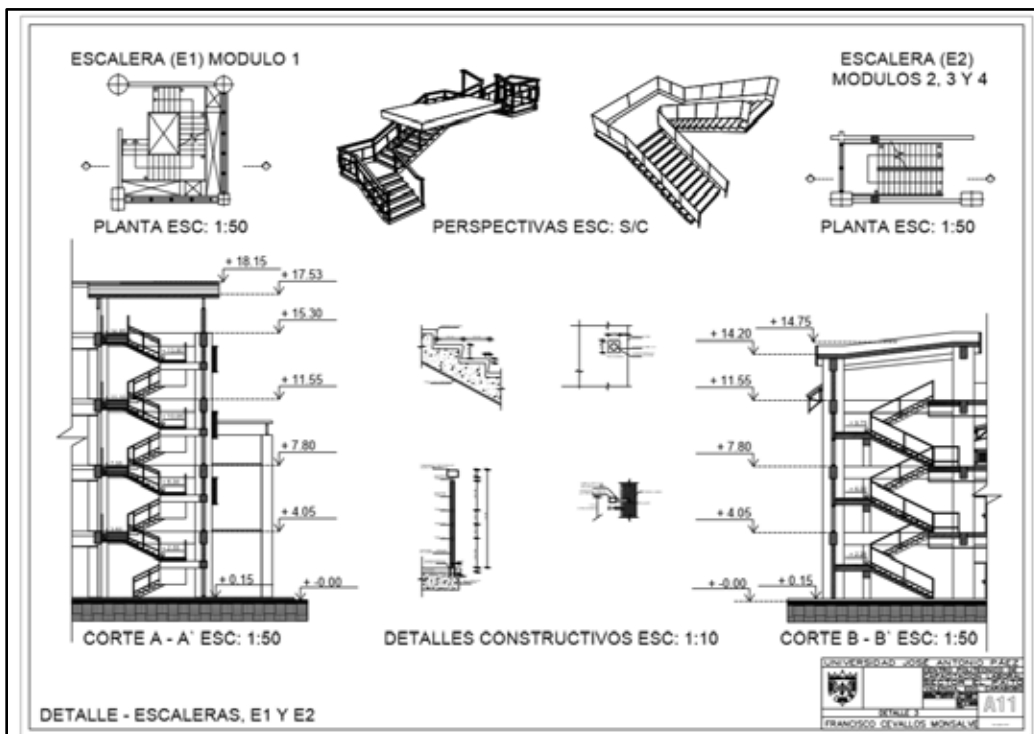 ESCALERA (E1) MODULO 1
PLANTA ESC: 1:50
PERSPECTIVAS ESC: S/C
ESCALERA (E2)
MODULOS 2, 3 Y 4
PLANTA ESC: 1:50
+ 18.15
+ 17.53
+ 15.30
+ 11.55
+ 7.80
+ 4.05
+ 0.15
+ -0.00
CORTE A - A` ESC: 1:50
DETALLES CONSTRUCTIVOS ESC: 1:10
+ 14.75
+ 14.20
+ 11.55
+ 7.80
+ 4.05
+ -0.00
+ 0.15
CORTE B - B` ESC: 1:50
DETALLE - ESCALERAS, E1 Y E2
UNIVERSIDAD JOSÉ ANTONIO PÁEZ
DETALLE 3
A11
FRANCISCO CEVALLOS MONSALVE